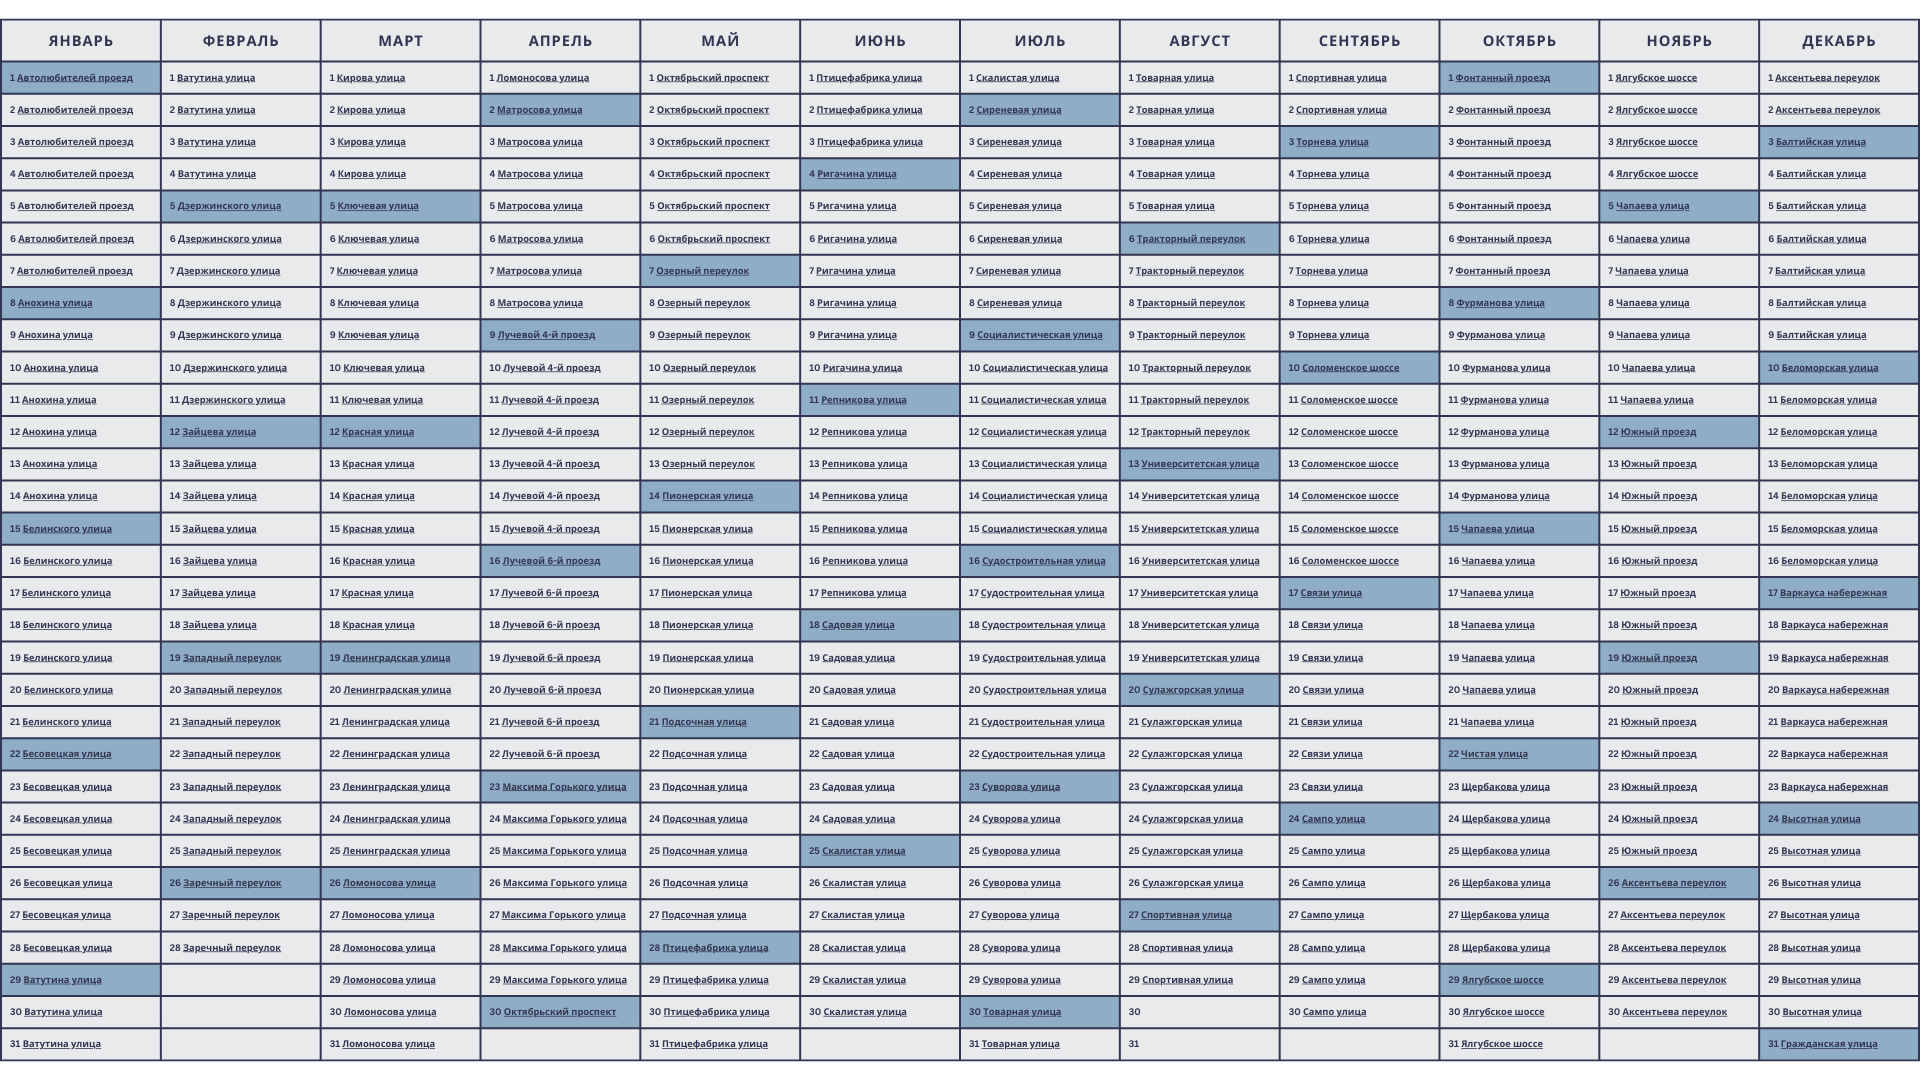 ЯНВАРЬ ФЕВРАЛЬ МАРТ АПРЕЛЬ МАЙ ИЮНЬ ИЮЛЬ АВГУСТ СЕНТЯБРЬ ОКТЯБРЬ НОЯБРЬ ДЕКАБРЬ
1 Автолюбителей проезд 1 Ватутина улица 1 Кирова улица 1 Ломоносова улица 1 Октябрьский проспект 1 Птицефабрика улица 1 Скалистая улица 1 Товарная улица 1 Спортивная улица 1 Фонтанный проезд 1 Ялгубское шоссе 1 Аксентьева переулок
2 Автолюбителей проезд 2 Ватутина улица 2 Кирова улица 2 Матросова улица 2 Октябрьский проспект 2 Птицефабрика улица 2 Сиреневая улица 2 Товарная улица 2 Спортивная улица 2 Фонтанный проезд 2 Ялгубское шоссе 2 Аксентьева переулок
3 Автолюбителей проезд 3 Ватутина улица 3 Кирова улица 3 Матросова улица 3 Октябрьский проспект 3 Птицефабрика улица 3 Сиреневая улица 3 Товарная улица 3 Торнева улица 3 Фонтанный проезд 3 Ялгубское шоссе 3 Балтийская улица
4 Автолюбителей проезд 4 Ватутина улица 4 Кирова улица 4 Матросова улица 4 Октябрьский проспект 4 Ригачина улица 4 Сиреневая улица 4 Товарная улица 4 Торнева улица 4 Фонтанный проезд 4 Ялгубское шоссе 4 Балтийская улица
5 Автолюбителей проезд 5 Дзержинского улица 5 Ключевая улица 5 Матросова улица 5 Октябрьский проспект 5 Ригачина улица 5 Сиреневая улица 5 Товарная улица 5 Торнева улица 5 Фонтанный проезд 5 Чапаева улица 5 Балтийская улица
6 Автолюбителей проезд 6 Дзержинского улица 6 Ключевая улица 6 Матросова улица 6 Октябрьский проспект 6 Ригачина улица 6 Сиреневая улица 6 Тракторный переулок 6 Торнева улица 6 Фонтанный проезд 6 Чапаева улица 6 Балтийская улица
7 Автолюбителей проезд 7 Дзержинского улица 7 Ключевая улица 7 Матросова улица 7 Озерный переулок 7 Ригачина улица 7 Сиреневая улица 7 Тракторный переулок 7 Торнева улица 7 Фонтанный проезд 7 Чапаева улица 7 Балтийская улица
8 Анохина улица 8 Дзержинского улица 8 Ключевая улица 8 Матросова улица 8 Озерный переулок 8 Ригачина улица 8 Сиреневая улица 8 Тракторный переулок 8 Торнева улица 8 Фурманова улица 8 Чапаева улица 8 Балтийская улица
9 Анохина улица 9 Дзержинского улица 9 Ключевая улица 9 Лучевой 4-й проезд 9 Озерный переулок 9 Ригачина улица 9 Социалистическая улица 9 Тракторный переулок 9 Торнева улица 9 Фурманова улица 9 Чапаева улица 9 Балтийская улица
10 Анохина улица 10 Дзержинского улица 10 Ключевая улица 10 Лучевой 4-й проезд 10 Озерный переулок 10 Ригачина улица 10 Социалистическая улица 10 Тракторный переулок 10 Соломенское шоссе 10 Фурманова улица 10 Чапаева улица 10 Беломорская улица
11 Анохина улица 11 Дзержинского улица 11 Ключевая улица 11 Лучевой 4-й проезд 11 Озерный переулок 11 Репникова улица 11 Социалистическая улица 11 Тракторный переулок 11 Соломенское шоссе 11 Фурманова улица 11 Чапаева улица 11 Беломорская улица
12 Анохина улица 12 Зайцева улица 12 Красная улица 12 Лучевой 4-й проезд 12 Озерный переулок 12 Репникова улица 12 Социалистическая улица 12 Тракторный переулок 12 Соломенское шоссе 12 Фурманова улица 12 Южный проезд 12 Беломорская улица
13 Анохина улица 13 Зайцева улица 13 Красная улица 13 Лучевой 4-й проезд 13 Озерный переулок 13 Репникова улица 13 Социалистическая улица 13 Университетская улица 13 Соломенское шоссе 13 Фурманова улица 13 Южный проезд 13 Беломорская улица
14 Анохина улица 14 Зайцева улица 14 Красная улица 14 Лучевой 4-й проезд 14 Пионерская улица 14 Репникова улица 14 Социалистическая улица 14 Университетская улица 14 Соломенское шоссе 14 Фурманова улица 14 Южный проезд 14 Беломорская улица
15 Белинского улица 15 Зайцева улица 15 Красная улица 15 Лучевой 4-й проезд 15 Пионерская улица 15 Репникова улица 15 Социалистическая улица 15 Университетская улица 15 Соломенское шоссе 15 Чапаева улица 15 Южный проезд 15 Беломорская улица
16 Белинского улица 16 Зайцева улица 16 Красная улица 16 Лучевой 6-й проезд 16 Пионерская улица 16 Репникова улица 16 Судостроительная улица 16 Университетская улица 16 Соломенское шоссе 16 Чапаева улица 16 Южный проезд 16 Беломорская улица
17 Белинского улица 17 Зайцева улица 17 Красная улица 17 Лучевой 6-й проезд 17 Пионерская улица 17 Репникова улица 17 Судостроительная улица 17 Университетская улица 17 Связи улица 17 Чапаева улица 17 Южный проезд 17 Варкауса набережная
18 Белинского улица 18 Зайцева улица 18 Красная улица 18 Лучевой 6-й проезд 18 Пионерская улица 18 Садовая улица 18 Судостроительная улица 18 Университетская улица 18 Связи улица 18 Чапаева улица 18 Южный проезд 18 Варкауса набережная
19 Белинского улица 19 Западный переулок 19 Ленинградская улица 19 Лучевой 6-й проезд 19 Пионерская улица 19 Садовая улица 19 Судостроительная улица 19 Университетская улица 19 Связи улица 19 Чапаева улица 19 Южный проезд 19 Варкауса набережная
20 Белинского улица 20 Западный переулок 20 Ленинградская улица 20 Лучевой 6-й проезд 20 Пионерская улица 20 Садовая улица 20 Судостроительная улица 20 Сулажгорская улица 20 Связи улица 20 Чапаева улица 20 Южный проезд 20 Варкауса набережная
21 Белинского улица 21 Западный переулок 21 Ленинградская улица 21 Лучевой 6-й проезд 21 Подсочная улица 21 Садовая улица 21 Судостроительная улица 21 Сулажгорская улица 21 Связи улица 21 Чапаева улица 21 Южный проезд 21 Варкауса набережная
22 Бесовецкая улица 22 Западный переулок 22 Ленинградская улица 22 Лучевой 6-й проезд 22 Подсочная улица 22 Садовая улица 22 Судостроительная улица 22 Сулажгорская улица 22 Связи улица 22 Чистая улица 22 Южный проезд 22 Варкауса набережная
23 Бесовецкая улица 23 Западный переулок 23 Ленинградская улица 23 Максима Горького улица 23 Подсочная улица 23 Садовая улица 23 Суворова улица 23 Сулажгорская улица 23 Связи улица 23 Щербакова улица 23 Южный проезд 23 Варкауса набережная
24 Бесовецкая улица 24 Западный переулок 24 Ленинградская улица 24 Максима Горького улица 24 Подсочная улица 24 Садовая улица 24 Суворова улица 24 Сулажгорская улица 24 Сампо улица 24 Щербакова улица 24 Южный проезд 24 Высотная улица
25 Бесовецкая улица 25 Западный переулок 25 Ленинградская улица 25 Максима Горького улица 25 Подсочная улица 25 Скалистая улица 25 Суворова улица 25 Сулажгорская улица 25 Сампо улица 25 Щербакова улица 25 Южный проезд 25 Высотная улица
26 Бесовецкая улица 26 Заречный переулок 26 Ломоносова улица 26 Максима Горького улица 26 Подсочная улица 26 Скалистая улица 26 Суворова улица 26 Сулажгорская улица 26 Сампо улица 26 Щербакова улица 26 Аксентьева переулок 26 Высотная улица
27 Бесовецкая улица 27 Заречный переулок 27 Ломоносова улица 27 Максима Горького улица 27 Подсочная улица 27 Скалистая улица 27 Суворова улица 27 Спортивная улица 27 Сампо улица 27 Щербакова улица 27 Аксентьева переулок 27 Высотная улица
28 Бесовецкая улица 28 Заречный переулок 28 Ломоносова улица 28 Максима Горького улица 28 Птицефабрика улица 28 Скалистая улица 28 Суворова улица 28 Спортивная улица 28 Сампо улица 28 Щербакова улица 28 Аксентьева переулок 28 Высотная улица
29 Ватутина улица 29 Ломоносова улица 29 Максима Горького улица 29 Птицефабрика улица 29 Скалистая улица 29 Суворова улица 29 Спортивная улица 29 Сампо улица 29 Ялгубское шоссе 29 Аксентьева переулок 29 Высотная улица
30 Ватутина улица 30 Ломоносова улица 30 Октябрьский проспект 30 Птицефабрика улица 30 Скалистая улица 30 Товарная улица 30 30 Сампо улица 30 Ялгубское шоссе 30 Аксентьева переулок 30 Высотная улица
31 Ватутина улица 31 Ломоносова улица 31 Птицефабрика улица 31 Товарная улица 31 31 Ялгубское шоссе 31 Гражданская улица